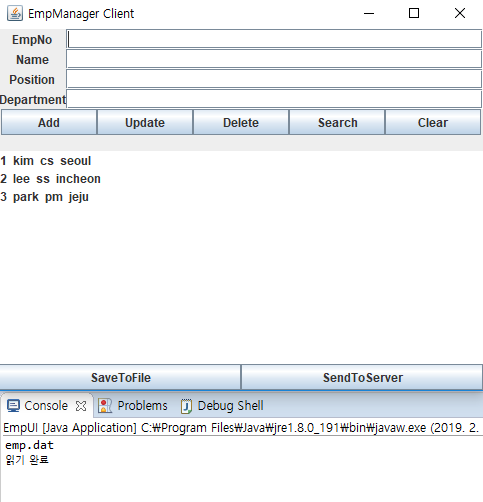 EmpManager Client
EmpNo
Name
Position
Department
Add Update Delete Search Clear
1 kim cs seoul
2 lee ss incheon
3 park pm jeju
SaveToFile SendToServer
Console Problems Debug Shell
EmpUI [Java Application] C:₩Program Files₩Java₩jre1.8.0_191₩bin₩javaw.exe (2019. 2.
emp.dat
읽기 완료